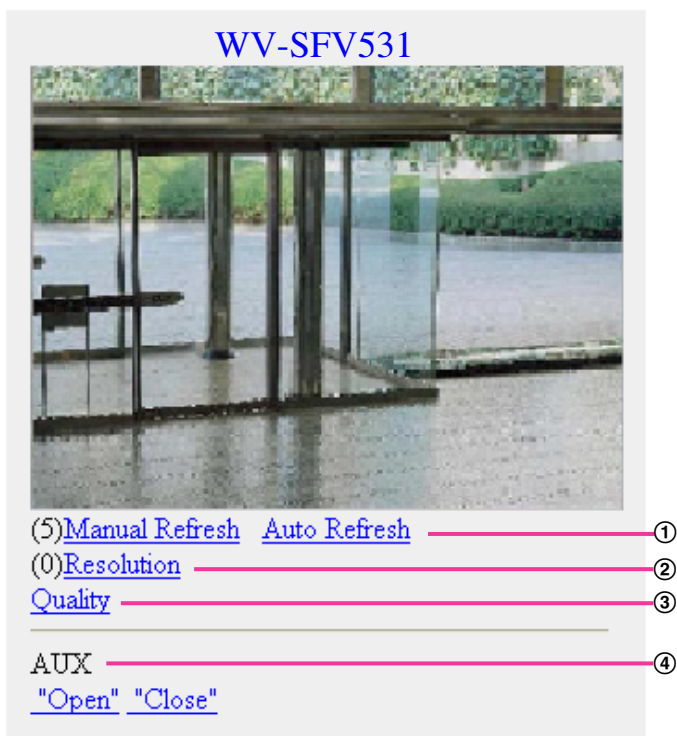 WV-SFV531
(5)Manual Refresh Auto Refresh ①
(0)Resolution ②
Quality ③
AUX ④
"Open" "Close"